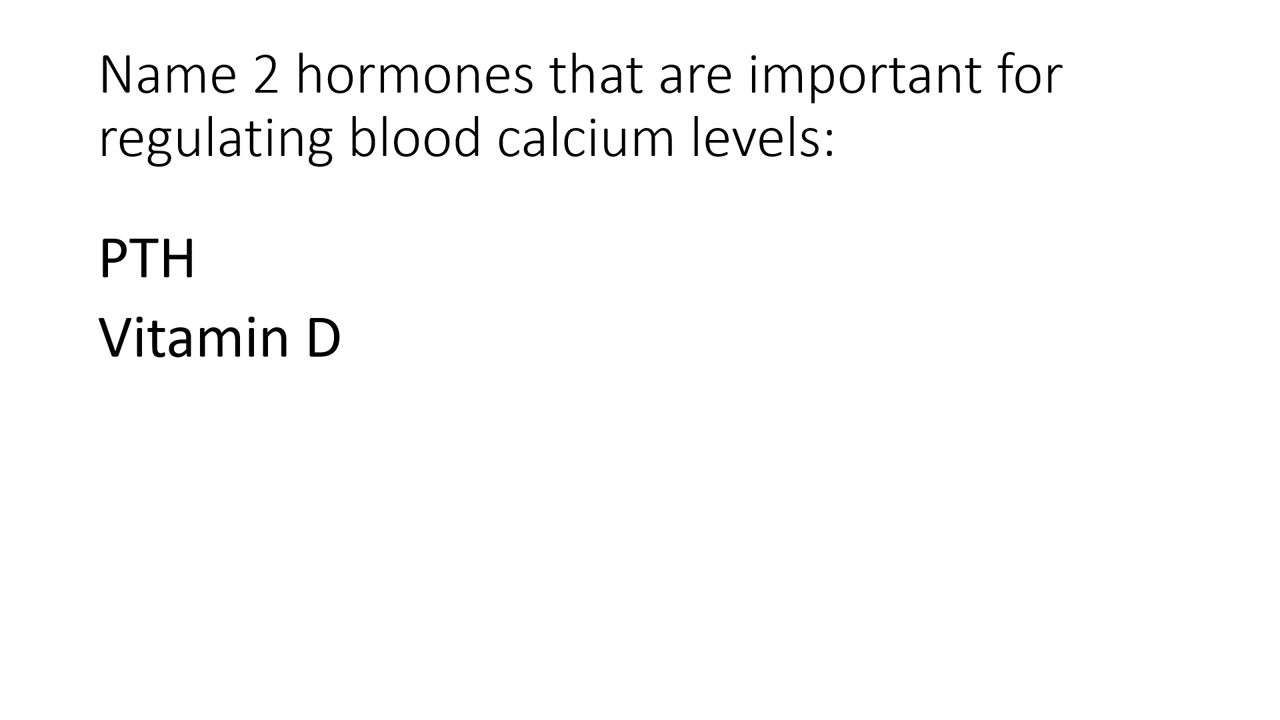 Name 2 hormones that are important for
regulating blood calcium levels:
PTH
Vitamin D